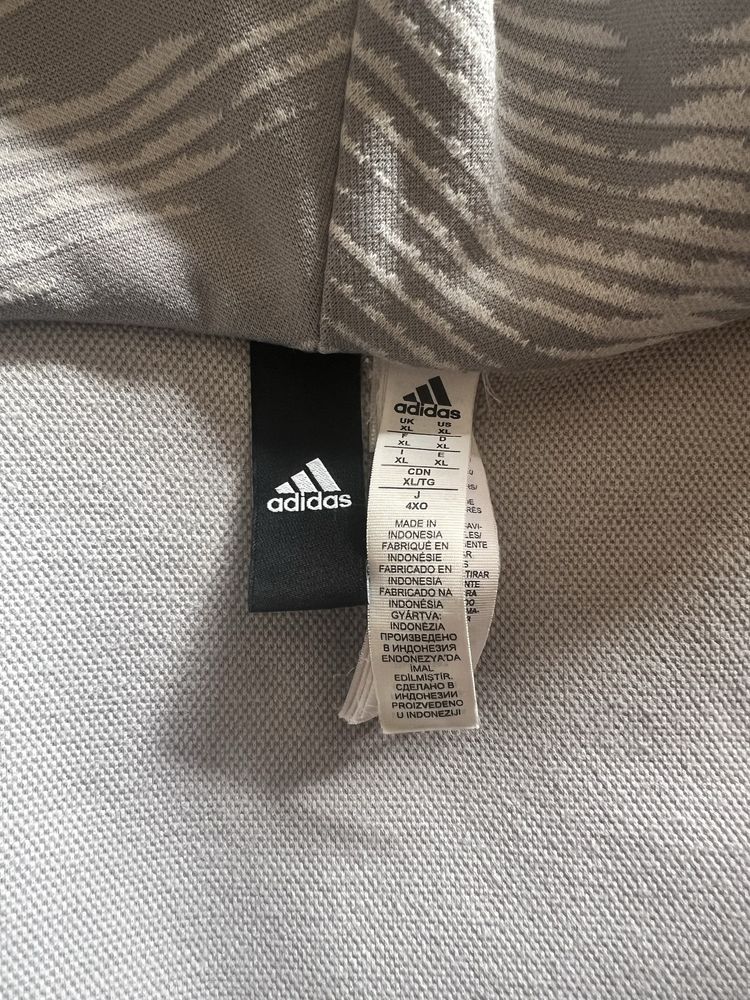 adidas
adidas
UK US
XL XL
F D
XL XL
I E
XL XL
CDN
XL/TG
J
4XO
MADE IN
INDONESIA
FABRIQUÉ EN
INDONÉSIE
FABRICADO EN
INDONESIA
FABRICADO NA
INDONÉSIA
GYÁRTVA:
INDONÉZIA
ПРОИЗВЕДЕНО
В ИНДОНЕЗИЯ
ENDONEZYA'DA
IMAL
EDİLMİŞTİR.
СДЕЛАНО В
ИНДОНЕЗИИ
PROIZVEDENO
U INDONEZIJI